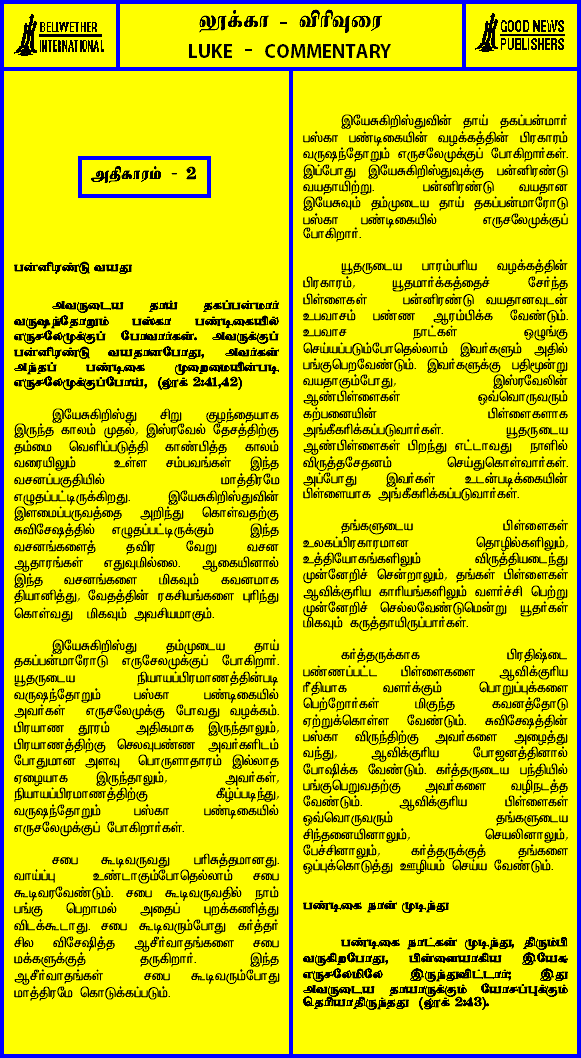 BELLWETHER
INTERNATIONAL
லூக்கா - விரிவுரை
LUKE - COMMENTARY
GOOD NEWS
PUBLISHERS
அதிகாரம் - 2
பன்னிரண்டு வயது
அவருடைய தாய் தகப்பன்மார்
வருஷந்தோறும் பஸ்கா பண்டிகையில்
எருசலேமுக்குப் போவார்கள். அவருக்குப்
பன்னிரண்டு வயதானபோது, அவர்கள்
அந்தப் பண்டிகை முறைமையின்படி
எருசலேமுக்குப்போய், (லூக் 2:41,42)
இயேசுகிறிஸ்து சிறு குழந்தையாக
இருந்த காலம் முதல், இஸ்ரவேல் தேசத்திற்கு
தம்மை வெளிப்படுத்தி காண்பித்த காலம்
வரையிலும் உள்ள சம்பவங்கள் இந்த
வசனப்பகுதியில் மாத்திரமே
எழுதப்பட்டிருக்கிறது. இயேசுகிறிஸ்துவின்
இளமைப்பருவத்தை அறிந்து கொள்வதற்கு
சுவிசேஷத்தில் எழுதப்பட்டிருக்கும் இந்த
வசனங்களைத் தவிர வேறு வசன
ஆதாரங்கள் எதுவுமில்லை. ஆகையினால்
இந்த வசனங்களை மிகவும் கவனமாக
தியானித்து, வேதத்தின் ரகசியங்களை புரிந்து
கொள்வது மிகவும் அவசியமாகும்.
இயேசுகிறிஸ்து தம்முடைய தாய்
தகப்பன்மாரோடு எருசேலமுக்குப் போகிறார்.
யூதருடைய நியாயப்பிரமாணத்தின்படி
வருஷந்தோறும் பஸ்கா பண்டிகையில்
அவர்கள் எருசலேமுக்கு போவது வழக்கம்.
பிரயாண தூரம் அதிகமாக இருந்தாலும்,
பிரயாணத்திற்கு செலவுபண்ண அவர்களிடம்
போதுமான அளவு பொருளாதாரம் இல்லாத
ஏழையாக இருந்தாலும், அவர்கள்,
நியாயப்பிரமாணத்திற்கு கீழ்ப்படிந்து,
வருஷந்தோறும் பஸ்கா பண்டிகையில்
எருசலேமுக்குப் போகிறார்கள்.
சபை கூடிவருவது பரிசுத்தமானது.
வாய்ப்பு உண்டாகும்போதெல்லாம் சபை
கூடிவரவேண்டும். சபை கூடிவருவதில் நாம்
பங்கு பெறாமல் அதைப் புறக்கணித்து
விடக்கூடாது. சபை கூடிவரும்போது கர்த்தர்
சில விசேஷித்த ஆசீர்வாதங்களை சபை
மக்களுக்குத் தருகிறார். இந்த
ஆசீர்வாதங்கள் சபை கூடிவரும்போது
மாத்திரமே கொடுக்கப்படும்.
இயேசுகிறிஸ்துவின் தாய் தகப்பன்மார்
பஸ்கா பண்டிகையின் வழக்கத்தின் பிரகாரம்
வருஷந்தோறும் எருசலேமுக்குப் போகிறார்கள்.
இப்போது இயேசுகிறிஸ்துவுக்கு பன்னிரண்டு
வயதாயிற்று. பன்னிரண்டு வயதான
இயேசுவும் தம்முடைய தாய் தகப்பன்மாரோடு
பஸ்கா பண்டிகையில் எருசலேமுக்குப்
போகிறார்.
யூதருடைய பாரம்பரிய வழக்கத்தின்
பிரகாரம், யூதமார்க்கத்தைச் சேர்ந்த
பிள்ளைகள் பன்னிரண்டு வயதானவுடன்
உபவாசம் பண்ண ஆரம்பிக்க வேண்டும்.
உபவாச நாட்கள் ஒழுங்கு
செய்யப்படும்போதெல்லாம் இவர்களும் அதில்
பங்குபெறவேண்டும். இவர்களுக்கு பதிமூன்று
வயதாகும்போது, இஸ்ரவேலின்
ஆண்பிள்ளைகள் ஒவ்வொருவரும்
கற்பனையின் பிள்ளைகளாக
அங்கீகரிக்கப்படுவார்கள். யூதருடைய
ஆண்பிள்ளைகள் பிறந்து எட்டாவது நாளில்
விருத்தசேதனம் செய்துகொள்வார்கள்.
அப்போது இவர்கள் உடன்படிக்கையின்
பிள்ளையாக அங்கீகரிக்கப்படுவார்கள்.
தங்களுடைய பிள்ளைகள்
உலகப்பிரகாரமான தொழில்களிலும்,
உத்தியோகங்களிலும் விருத்தியடைந்து
முன்னேறிச் சென்றாலும், தங்கள் பிள்ளைகள்
ஆவிக்குரிய காரியங்களிலும் வளர்ச்சி பெற்று
முன்னேறிச் செல்லவேண்டுமென்று யூதர்கள்
மிகவும் கருத்தாயிருப்பார்கள்.
கர்த்தருக்காக பிரதிஷ்டை
பண்ணப்பட்ட பிள்ளைகளை ஆவிக்குரிய
ரீதியாக வளர்க்கும் பொறுப்புக்களை
பெற்றோர்கள் மிகுந்த கவனத்தோடு
ஏற்றுக்கொள்ள வேண்டும். சுவிசேஷத்தின்
பஸ்கா விருந்திற்கு அவர்களை அழைத்து
வந்து, ஆவிக்குரிய போஜனத்தினால்
போஷிக்க வேண்டும். கர்த்தருடைய பந்தியில்
பங்குபெறுவதற்கு அவர்களை வழிநடத்த
வேண்டும். ஆவிக்குரிய பிள்ளைகள்
ஒவ்வொருவரும் தங்களுடைய
சிந்தனையினாலும், செயலினாலும்,
பேச்சினாலும், கர்த்தருக்குத் தங்களை
ஒப்புக்கொடுத்து ஊழியம் செய்ய வேண்டும்.
பண்டிகை நாள் முடிந்து
பண்டிகை நாட்கள் முடிந்து, திரும்பி
வருகிறபோது, பிள்ளையாகிய இயேசு
எருசலேமிலே இருந்துவிட்டார்; இது
அவருடைய தாயாருக்கும் யோசப்புக்கும்
தெரியாதிருந்தது (லூக் 2:43).